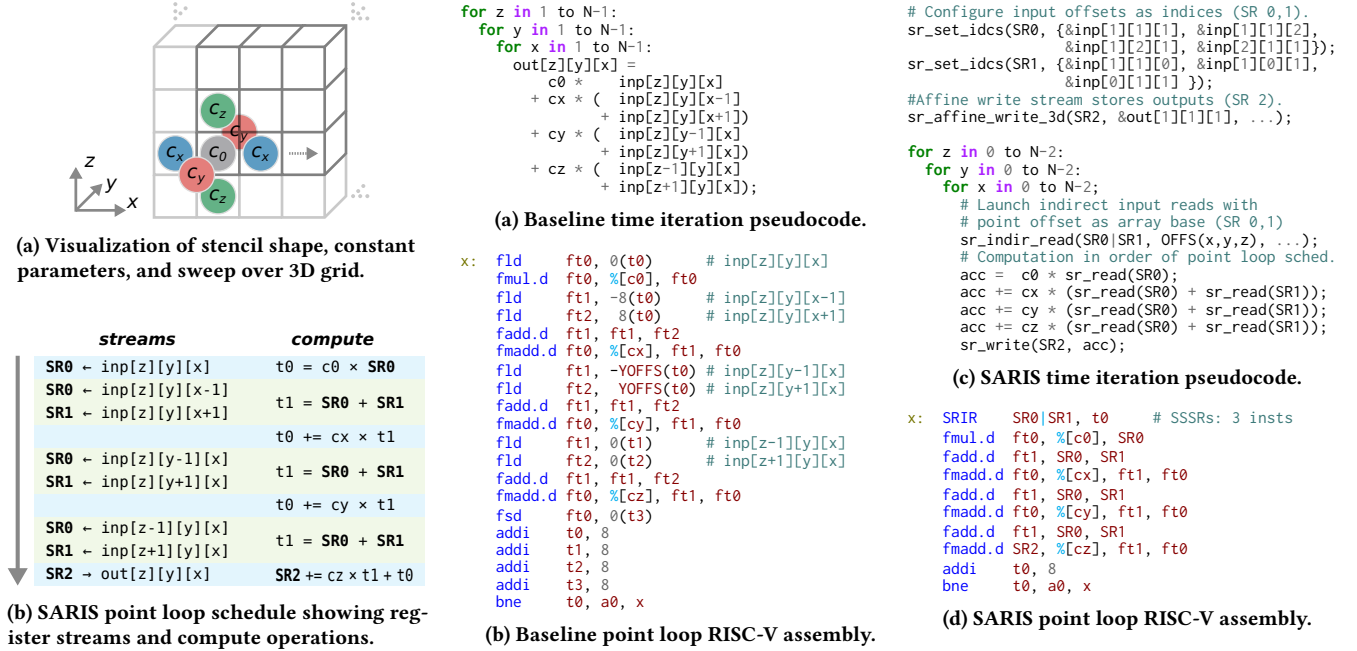 c_z
c_y
c_x
c_0
c_x
c_y
c_z
z
y
x
(a) Visualization of stencil shape, constant
parameters, and sweep over 3D grid.
streams compute
SR0 ← inp[z][y][x] t0 = c0 × SR0
SR0 ← inp[z][y][x-1]
SR1 ← inp[z][y][x+1]
t1 = SR0 + SR1
t0 += cx × t1
SR0 ← inp[z][y-1][x]
SR1 ← inp[z][y+1][x]
t1 = SR0 + SR1
t0 += cy × t1
SR0 ← inp[z-1][y][x]
SR1 ← inp[z+1][y][x]
t1 = SR0 + SR1
SR2 → out[z][y][x] SR2 += cz × t1 + t0
(b) SARIS point loop schedule showing reg-
ister streams and compute operations.
for z in 1 to N-1:
for y in 1 to N-1:
for x in 1 to N-1:
out[z][y][x] =
c0 * inp[z][y][x]
+ cx * ( inp[z][y][x-1]
+ inp[z][y][x+1])
+ cy * ( inp[z][y-1][x]
+ inp[z][y+1][x])
+ cz * ( inp[z-1][y][x]
+ inp[z+1][y][x]);
(a) Baseline time iteration pseudocode.
x: fld ft0, 0(t0) # inp[z][y][x]
fmul.d ft0, %[c0], ft0
fld ft1, -8(t0) # inp[z][y][x-1]
fld ft2, 8(t0) # inp[z][y][x+1]
fadd.d ft1, ft1, ft2
fmadd.d ft0, %[cx], ft1, ft0
fld ft1, -YOFFS(t0) # inp[z][y-1][x]
fld ft2, YOFFS(t0) # inp[z][y+1][x]
fadd.d ft1, ft1, ft2
fmadd.d ft0, %[cy], ft1, ft0
fld ft1, 0(t1) # inp[z-1][y][x]
fld ft2, 0(t2) # inp[z+1][y][x]
fadd.d ft1, ft1, ft2
fmadd.d ft0, %[cz], ft1, ft0
fsd ft0, 0(t3)
addi t0, 8
addi t1, 8
addi t2, 8
addi t3, 8
bne t0, a0, x
(b) Baseline point loop RISC-V assembly.
# Configure input offsets as indices (SR 0,1).
sr_set_idcs(SR0, {&inp[1][1][1], &inp[1][1][2],
&inp[1][2][1], &inp[2][1][1]});
sr_set_idcs(SR1, {&inp[1][1][0], &inp[1][0][1],
&inp[0][1][1] });
#Affine write stream stores outputs (SR 2).
sr_affine_write_3d(SR2, &out[1][1][1], ...);
for z in 0 to N-2:
for y in 0 to N-2:
for x in 0 to N-2;
# Launch indirect input reads with
# point offset as array base (SR 0,1)
sr_indir_read(SR0|SR1, OFFS(x,y,z), ...);
# Computation in order of point loop sched.
acc = c0 * sr_read(SR0);
acc += cx * (sr_read(SR0) + sr_read(SR1));
acc += cy * (sr_read(SR0) + sr_read(SR1));
acc += cz * (sr_read(SR0) + sr_read(SR1));
sr_write(SR2, acc);
(c) SARIS time iteration pseudocode.
x: SRIR SR0|SR1, t0 # SSSRs: 3 insts
fmul.d ft0, %[c0], SR0
fadd.d ft1, SR0, SR1
fmadd.d ft0, %[cx], ft1, ft0
fadd.d ft1, SR0, SR1
fmadd.d ft0, %[cy], ft1, ft0
fadd.d ft1, SR0, SR1
fmadd.d SR2, %[cz], ft1, ft0
addi t0, 8
bne t0, a0, x
(d) SARIS point loop RISC-V assembly.